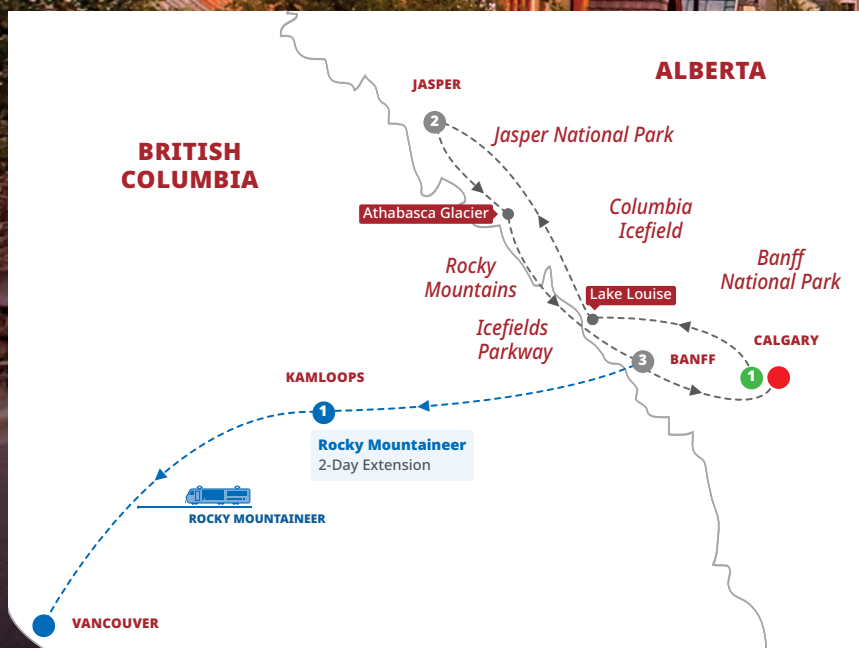 ALBERTA
JASPER
2
Jasper National Park
BRITISH
COLUMBIA
Athabasca Glacier
Columbia
Icefield
Rocky
Mountains
Banff
National Park
Lake Louise
Icefields
Parkway
CALGARY
3
BANFF
1
KAMLOOPS
1
Rocky Mountaineer
2-Day Extension
ROCKY MOUNTAINEER
VANCOUVER